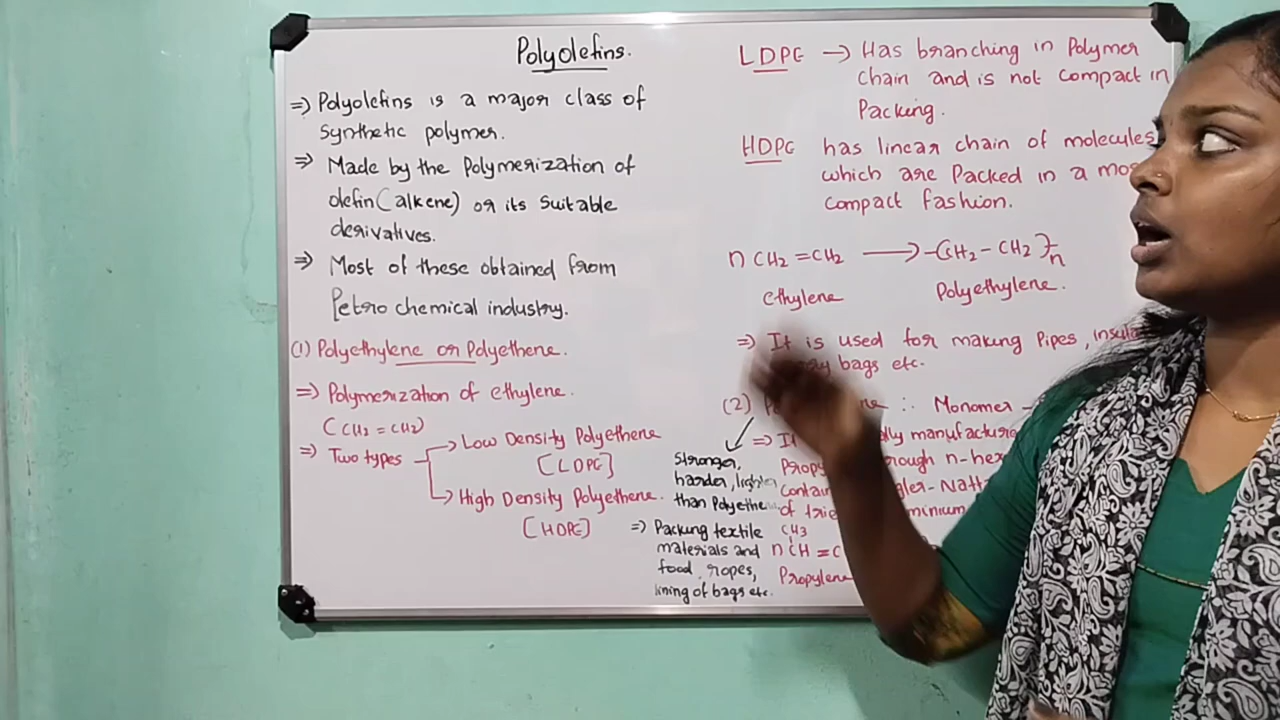 Polyolefins.
=> Polyolefins is a major class of
synthetic polymer.
=> Made by the Polymerization of
olefin (alkene) or its suitable
derivatives.
=> Most of these obtained from
Petro chemical industry.
(1) Polyethylene or Polyethene.
=> Polymerization of ethylene.
(CH2 = CH2)
=> Two types
Low Density Polyethene
[LDPE]
High Density Polyethene.
[HDPE]
LDPE -> Has branching in Polymer
chain and is not compact in
Packing.
HDPE has linear chain of molecules
which are Packed in a
compact fashion.
n CH2 = CH2 -> -(CH2 - CH2)-n
ethylene Polyethylene.
=> It is used for making Pipes,
bags etc.
(2) : Monomer -
=> It
Stronger,
harder, lighter
than
n-
of
=> Packing textile
materials and
food, ropes,
lining of bags etc.
CH3
n CH =
Propylene